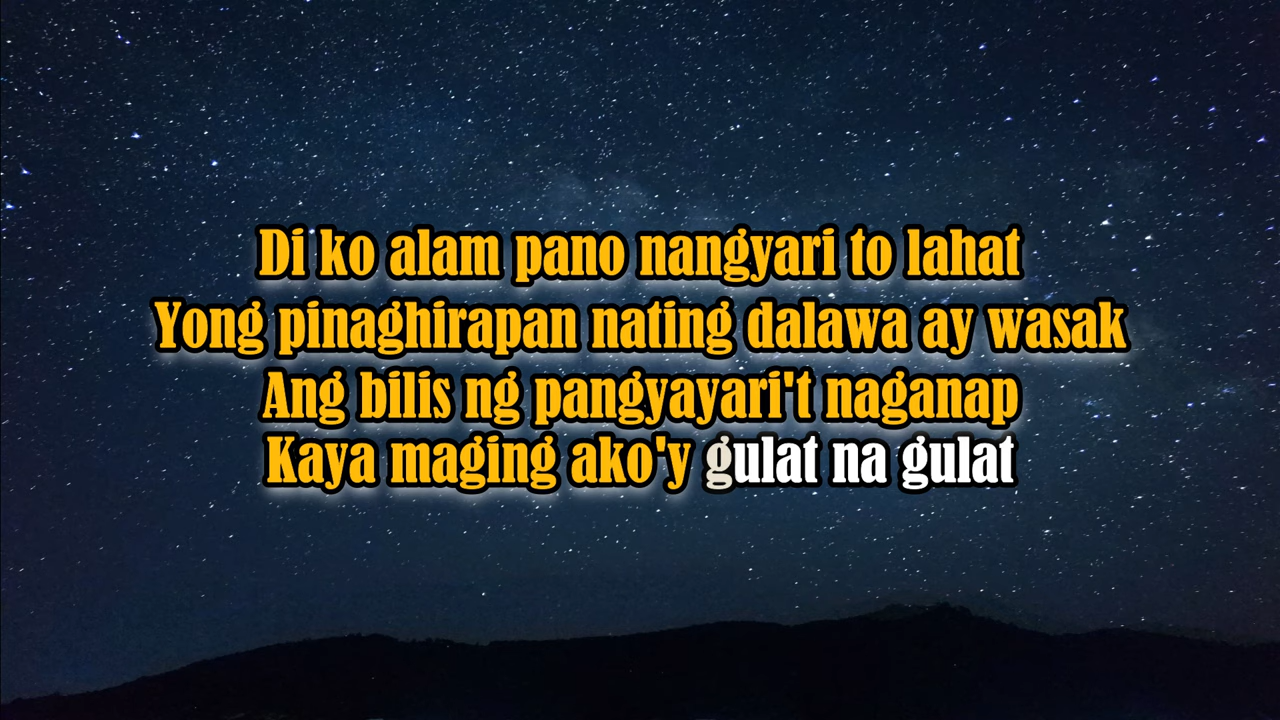 Di ko alam pano nangyari to lahat
Yong pinaghirapan nating dalawa ay wasak
Ang bilis ng pangyayari't naganap
Kaya maging ako'y gulat na gulat